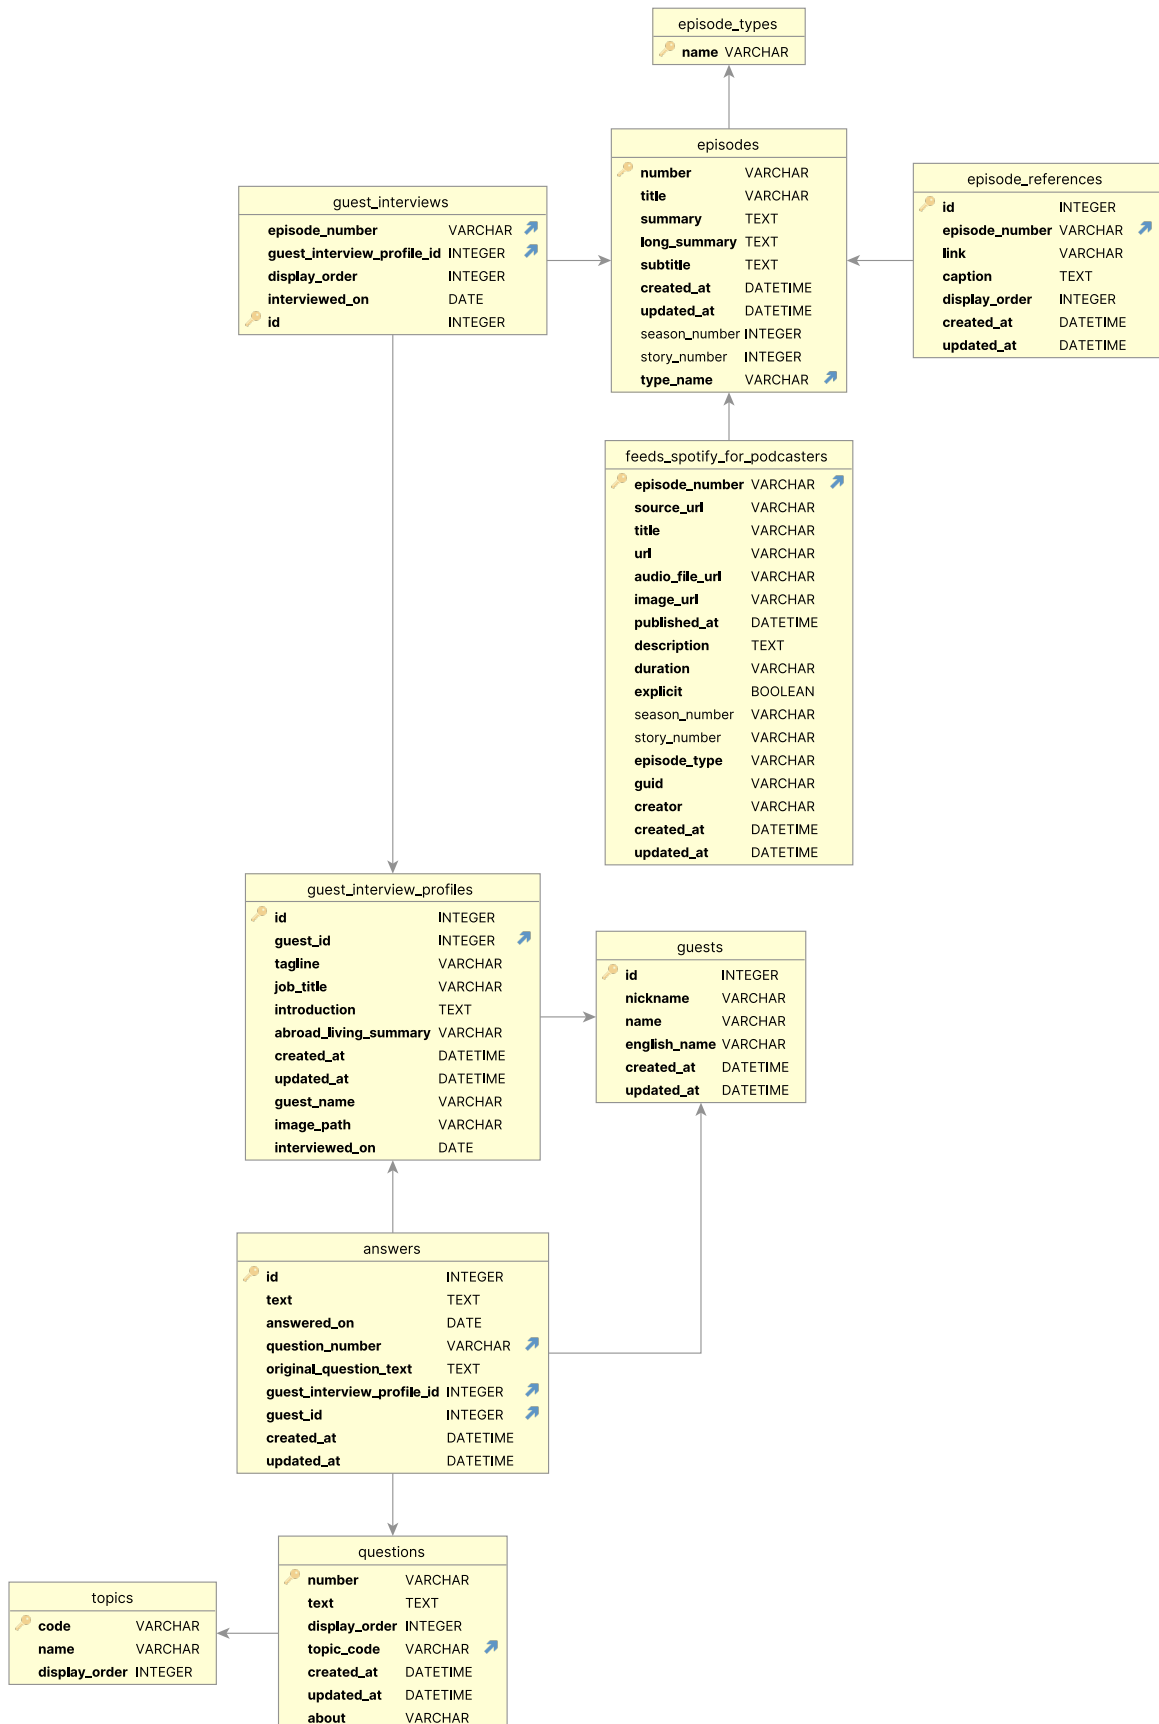 episode_types
name VARCHAR
episodes
number VARCHAR
title VARCHAR
summary TEXT
long_summary TEXT
subtitle TEXT
created_at DATETIME
updated_at DATETIME
season_number INTEGER
story_number INTEGER
type_name VARCHAR
episode_references
id INTEGER
episode_number VARCHAR
link VARCHAR
caption TEXT
display_order INTEGER
created_at DATETIME
updated_at DATETIME
guest_interviews
episode_number VARCHAR
guest_interview_profile_id INTEGER
display_order INTEGER
interviewed_on DATE
id INTEGER
feeds_spotify_for_podcasters
episode_number VARCHAR
source_url VARCHAR
title VARCHAR
url VARCHAR
audio_file_url VARCHAR
image_url VARCHAR
published_at DATETIME
description TEXT
duration VARCHAR
explicit BOOLEAN
season_number VARCHAR
story_number VARCHAR
episode_type VARCHAR
guid VARCHAR
creator VARCHAR
created_at DATETIME
updated_at DATETIME
guest_interview_profiles
id INTEGER
guest_id INTEGER
tagline VARCHAR
job_title VARCHAR
introduction TEXT
abroad_living_summary VARCHAR
created_at DATETIME
updated_at DATETIME
guest_name VARCHAR
image_path VARCHAR
interviewed_on DATE
guests
id INTEGER
nickname VARCHAR
name VARCHAR
english_name VARCHAR
created_at DATETIME
updated_at DATETIME
answers
id INTEGER
text TEXT
answered_on DATE
question_number VARCHAR
original_question_text TEXT
guest_interview_profile_id INTEGER
guest_id INTEGER
created_at DATETIME
updated_at DATETIME
questions
number VARCHAR
text TEXT
display_order INTEGER
topic_code VARCHAR
created_at DATETIME
updated_at DATETIME
about VARCHAR
topics
code VARCHAR
name VARCHAR
display_order INTEGER